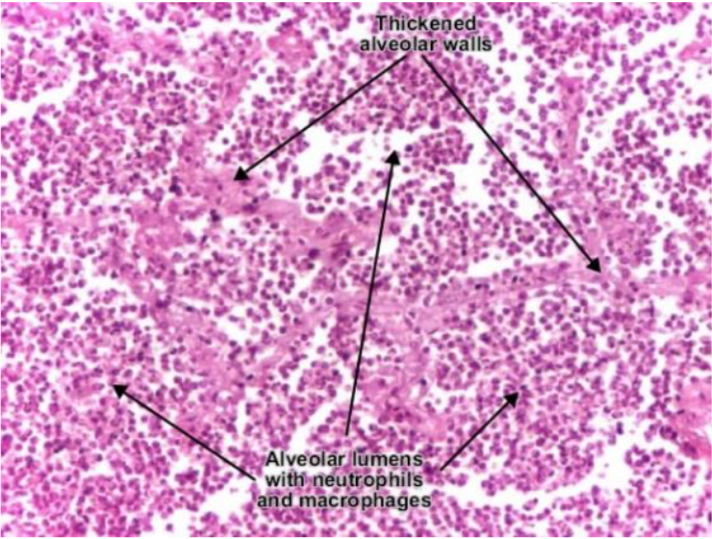 Thickened
alveolar walls
Alveolar lumens
with neutrophils
and macrophages